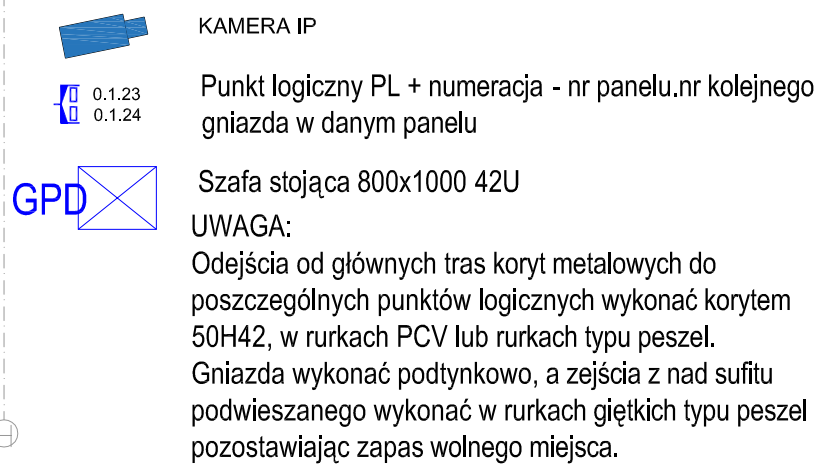 KAMERA IP
0.1.23
0.1.24
Punkt logiczny PL + numeracja - nr panelu.nr kolejnego
gniazda w danym panelu
GPD
Szafa stojąca 800x1000 42U
UWAGA:
Odejścia od głównych tras koryt metalowych do
poszczególnych punktów logicznych wykonać korytem
50H42, w rurkach PCV lub rurkach typu peszel.
Gniazda wykonać podtynkowo, a zejścia z nad sufitu
podwieszanego wykonać w rurkach giętkich typu peszel
pozostawiając zapas wolnego miejsca.